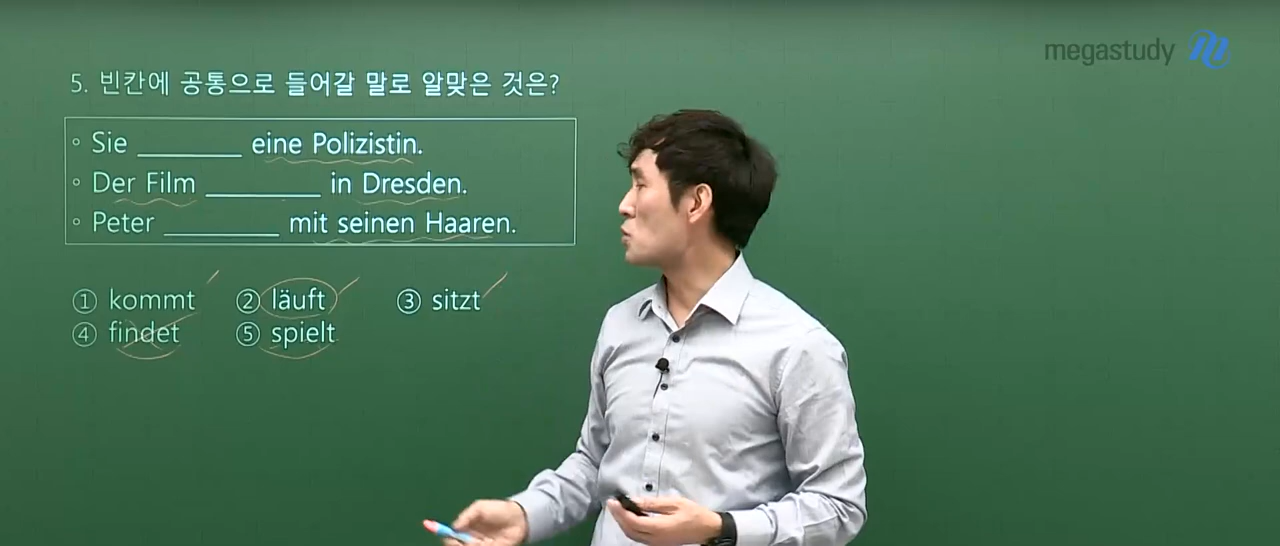 megastudy
5. 빈칸에 공통으로 들어갈 말로 알맞은 것은?
◦ Sie ________ eine Polizistin.
◦ Der Film ________ in Dresden.
◦ Peter ________ mit seinen Haaren.
① kommt ② läuft ③ sitzt
④ findet ⑤ spielt